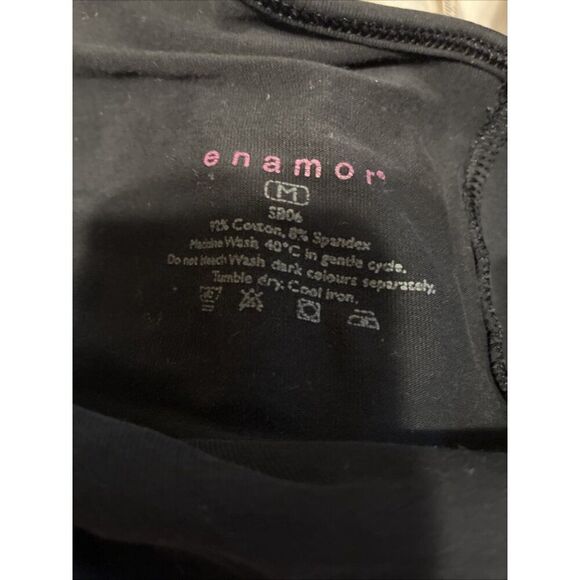 enamor
M
SB06
92% Cotton, 8% Spandex
Machine Wash, 40°C in gentle cycle.
Do not bleach Wash dark colours separately.
Tumble dry. Cool iron.